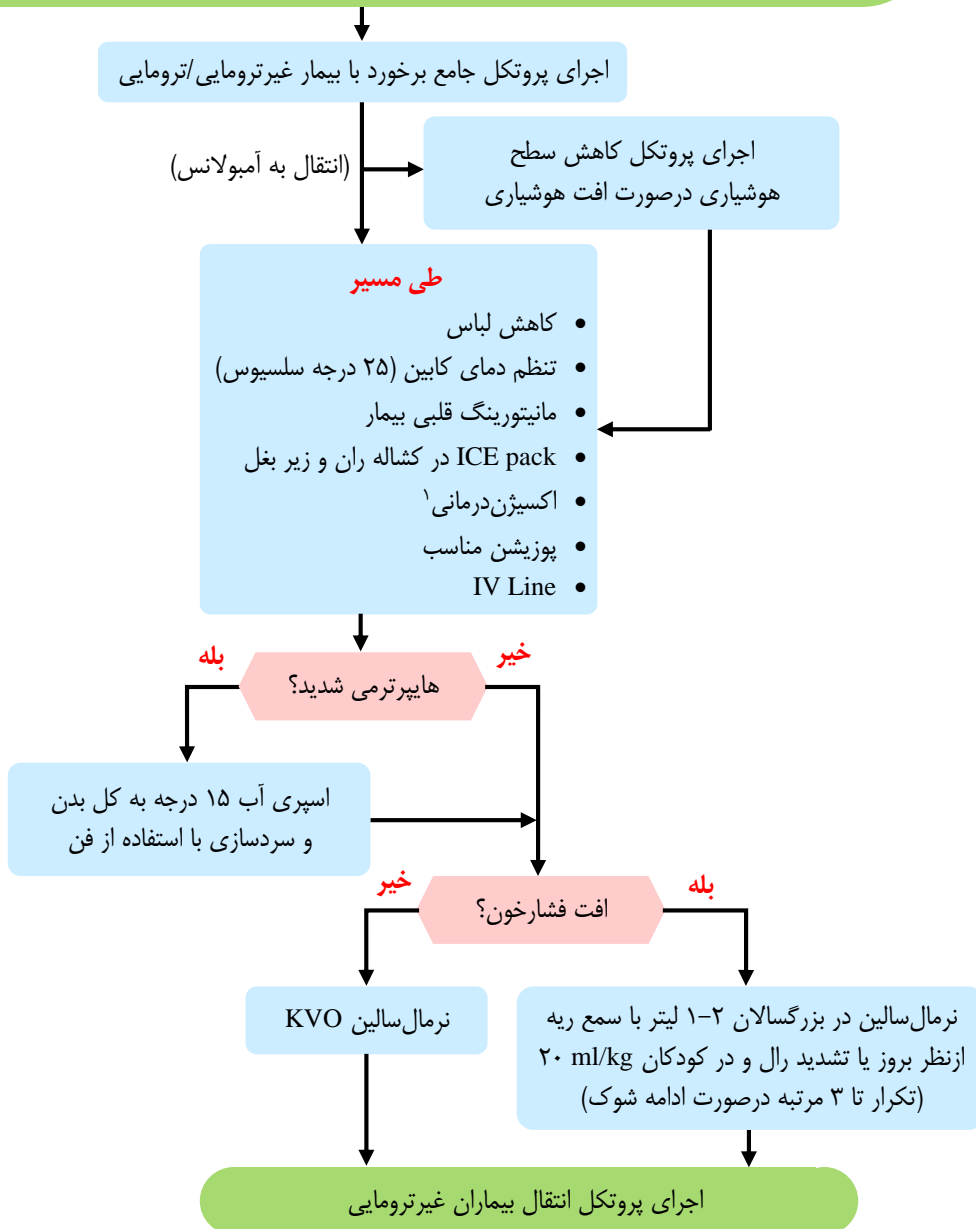 اجرای پروتکل جامع برخورد با بیمار غیرترومایی/ترومایی
(انتقال به آمبولانس)
اجرای پروتکل کاهش سطح
هوشیاری درصورت افت هوشیاری
طی مسیر
• کاهش لباس
• تنظم دمای کابین (۲۵ درجه سلسیوس)
• مانیتورینگ قلبی بیمار
• ICE pack در کشاله ران و زیر بغل
• اکسیژن‌درمانی۱
• پوزیشن مناسب
• IV Line
هایپرترمی شدید؟
خیر
بله
اسپری آب ۱۵ درجه به کل بدن
و سردسازی با استفاده از فن
افت فشارخون؟
بله
خیر
نرمال‌سالین در بزرگسالان ۲–۱ لیتر با سمع ریه
ازنظر بروز یا تشدید رال و در کودکان ۲۰ ml/kg
(تکرار تا ۳ مرتبه درصورت ادامه شوک)
نرمال‌سالین KVO
اجرای پروتکل انتقال بیماران غیرترومایی